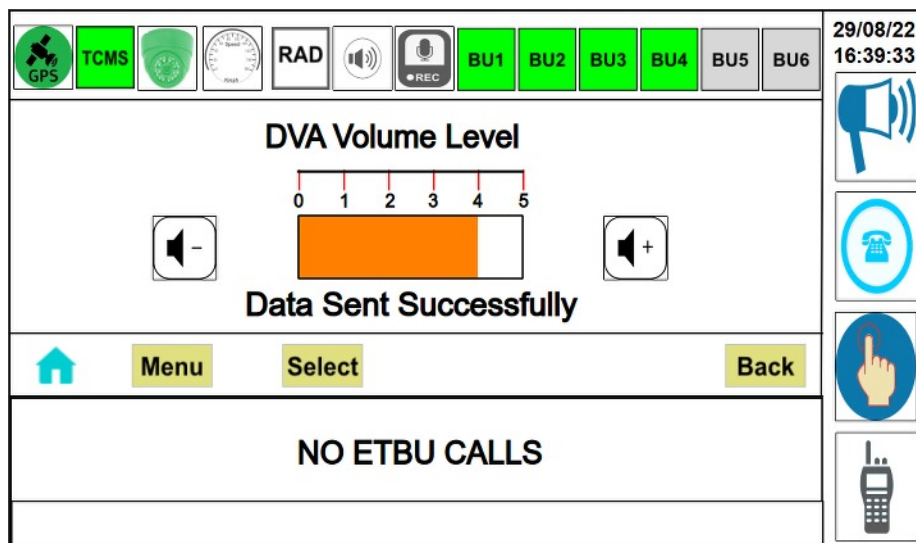 GPS
TCMS
Speed
RAD
REC
BU1
BU2
BU3
BU4
BU5
BU6
29/08/22
16:39:33
DVA Volume Level
0 1 2 3 4 5
-
+
Data Sent Successfully
Menu
Select
Back
NO ETBU CALLS